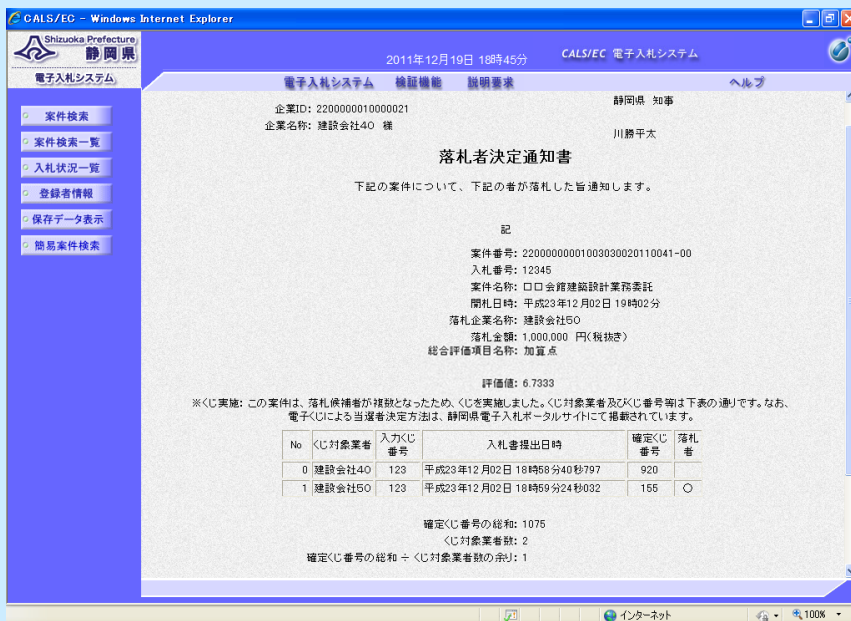 CALS/EC - Windows Internet Explorer
Shizuoka Prefecture
静岡県
電子入札システム
2011年12月19日 18時45分
CALS/EC 電子入札システム
電子入札システム 検証機能 説明要求 ヘルプ
案件検索
案件検索一覧
入札状況一覧
登録者情報
保存データ表示
簡易案件検索
企業ID: 2200000010000021
企業名称: 建設会社40 様
静岡県 知事
川勝平太
落札者決定通知書
下記の案件について、下記の者が落札した旨通知します。
記
案件番号: 22000000001003030020110041-00
入札番号: 12345
案件名称: 口口会館建築設計業務委託
開札日時: 平成23年12月02日 19時02分
落札企業名称: 建設会社50
落札金額: 1,000,000 円(税抜き)
総合評価項目名称: 加算点
評価値: 6.7333
※くじ実施: この案件は、落札候補者が複数となったため、くじを実施しました。くじ対象業者及びくじ番号等は下表の通りです。なお、
電子くじによる当選者決定方法は、静岡県電子入札ポータルサイトにて掲載されています。
No くじ対象業者 入力くじ番号 入札書提出日時 確定くじ番号 落札者
0 建設会社40 123 平成23年12月02日 18時58分40秒797 920
1 建設会社50 123 平成23年12月02日 18時59分24秒032 155 ○
確定くじ番号の総和: 1075
くじ対象業者数: 2
確定くじ番号の総和 ÷ くじ対象業者数の余り: 1
インターネット
100%